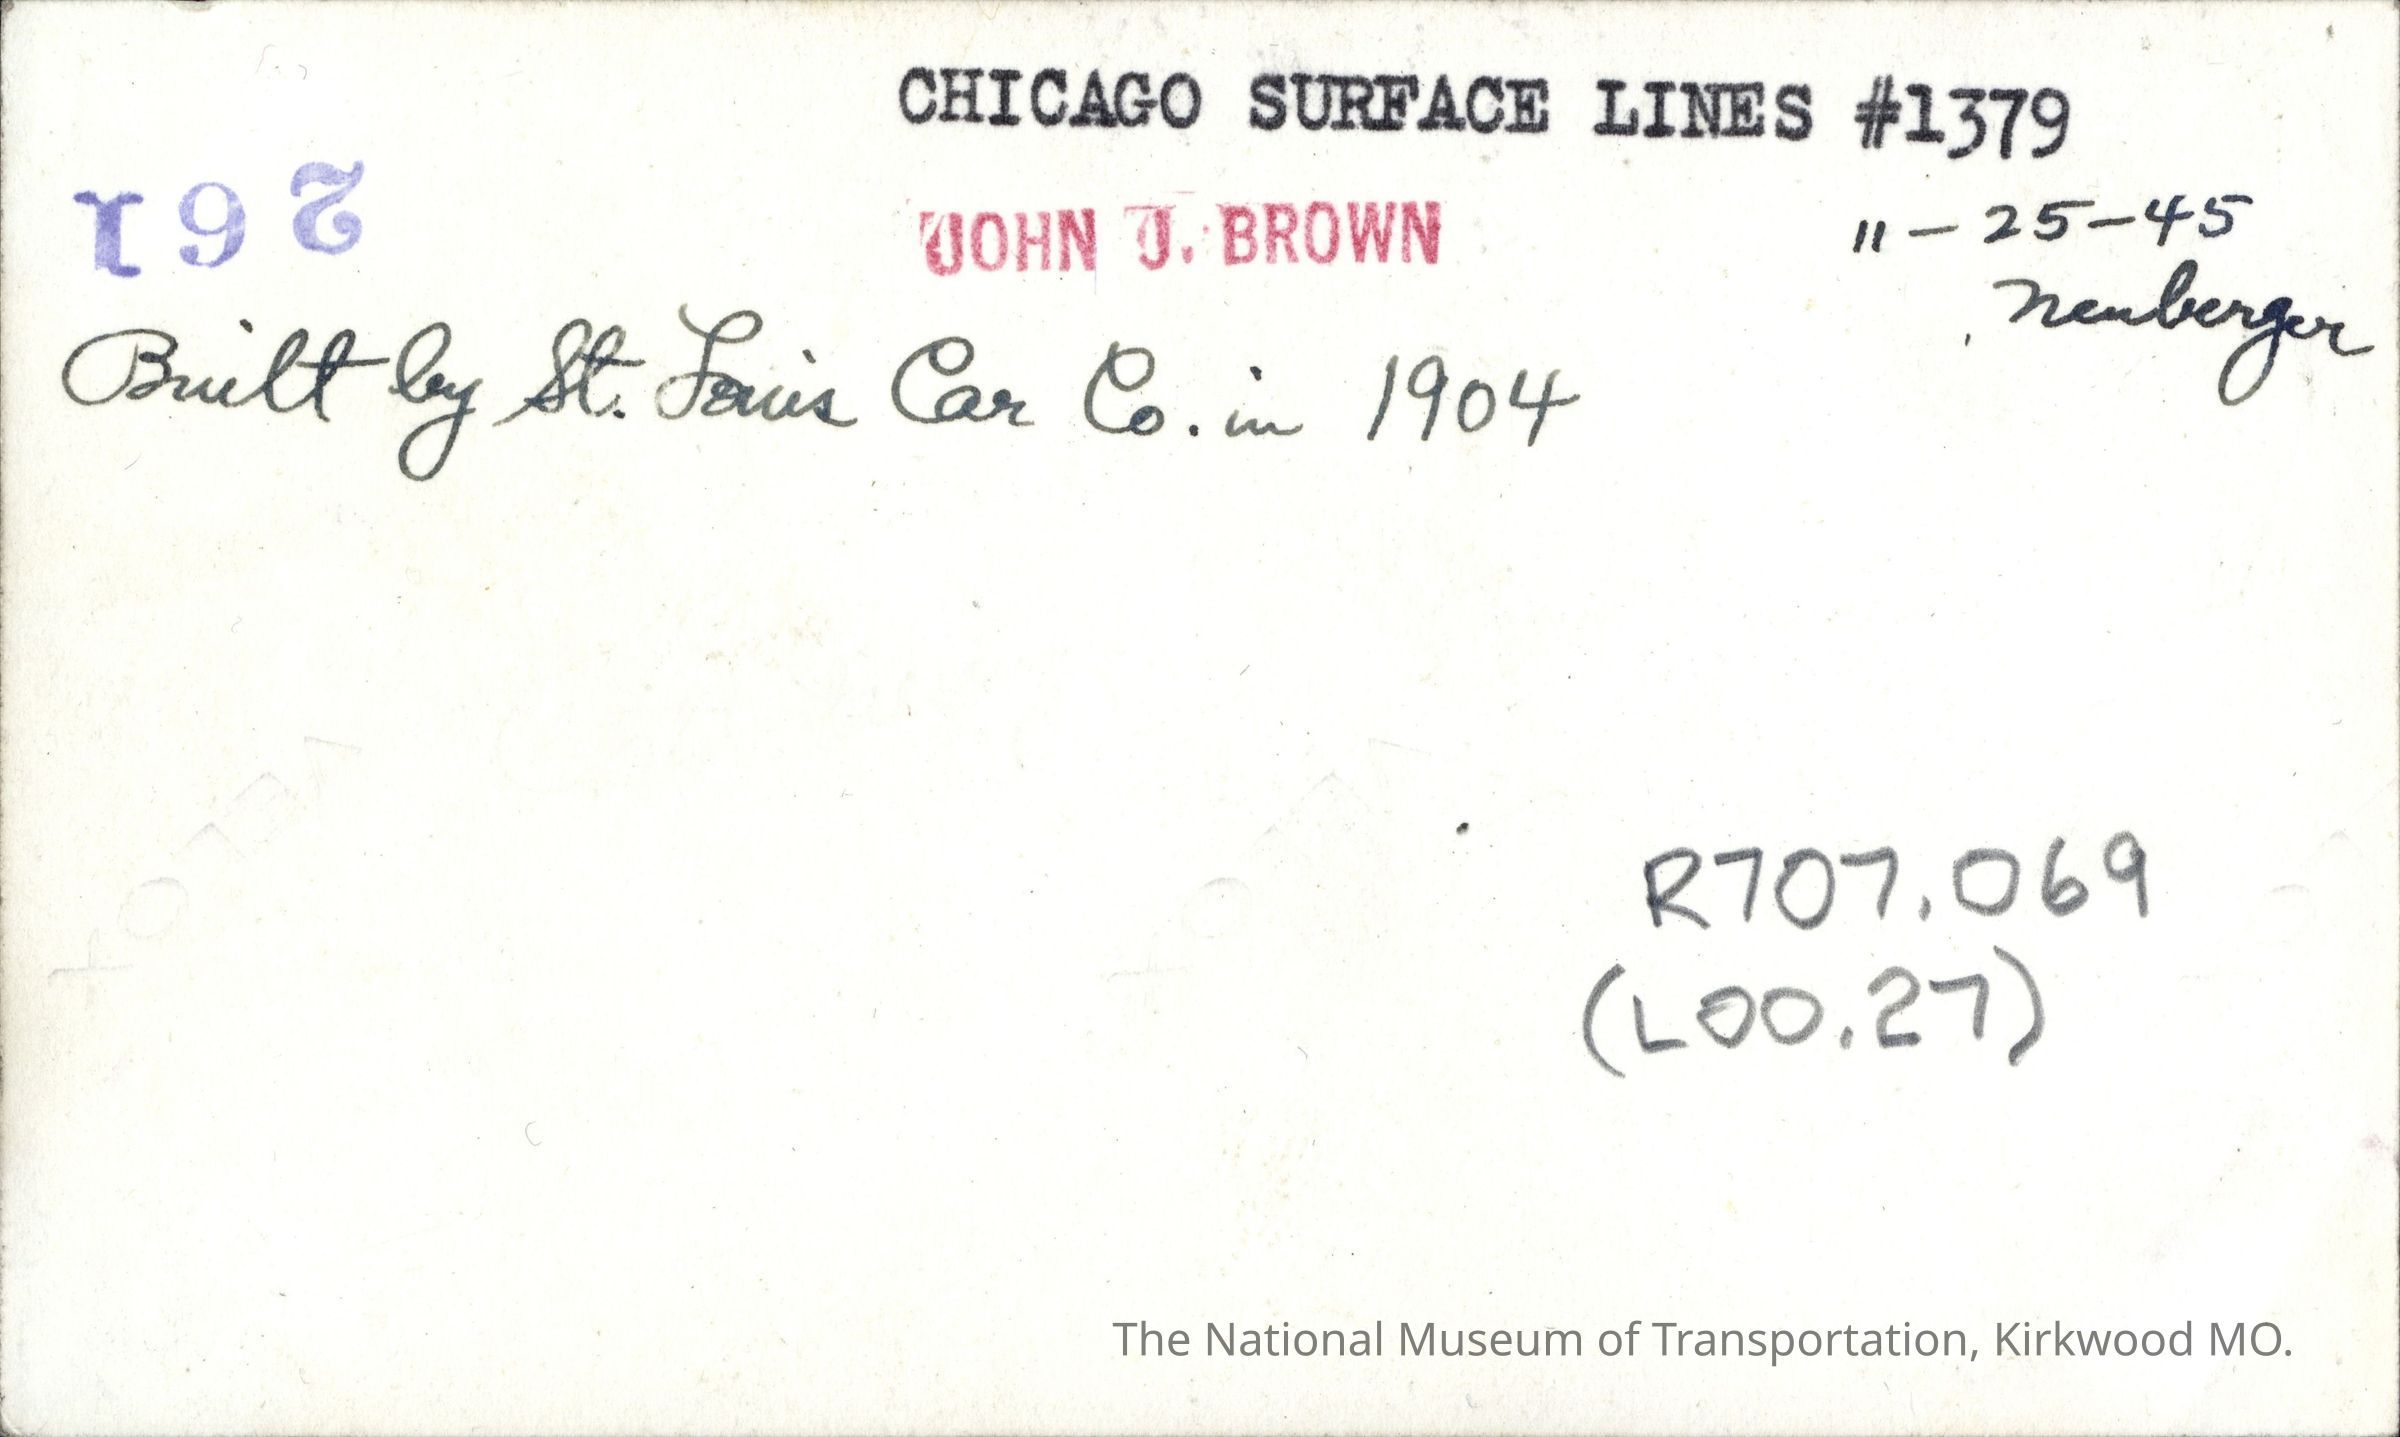 CHICAGO SURFACE LINES #1379
261
JOHN J. BROWN
11-25-45
Neuberger
Built by St. Louis Car Co. in 1904
R707.069
(L00.27)
The National Museum of Transportation, Kirkwood MO.